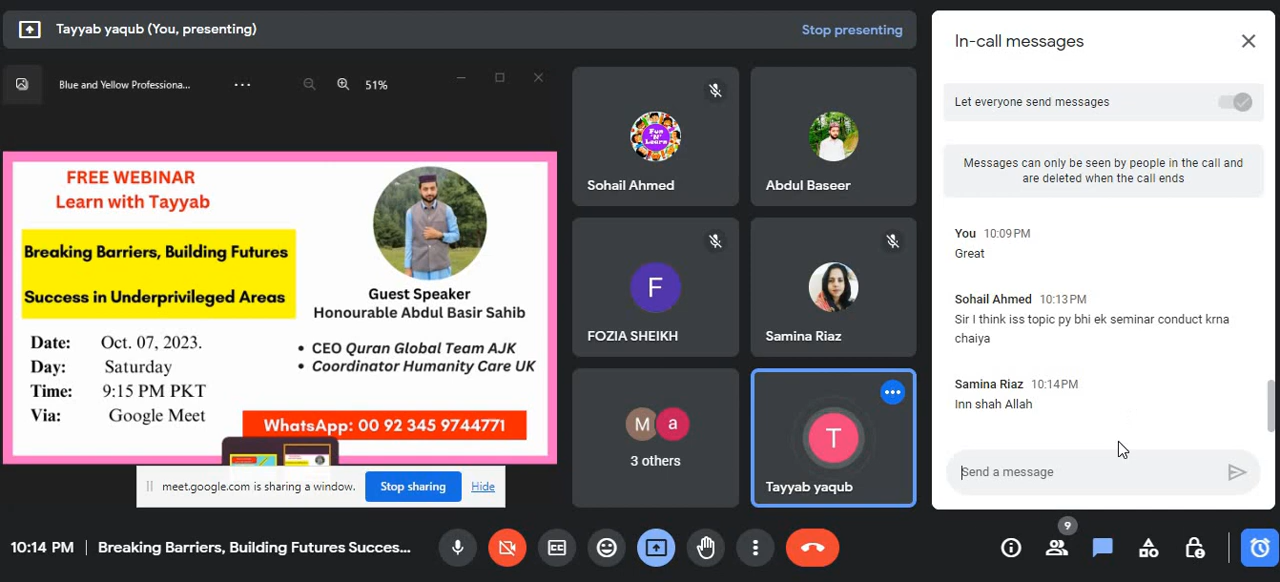 Tayyab yaqub (You, presenting)
Stop presenting
Blue and Yellow Professiona...
51%
FREE WEBINAR
Learn with Tayyab
Breaking Barriers, Building Futures
Success in Underprivileged Areas
Date: Oct. 07, 2023.
Day: Saturday
Time: 9:15 PM PKT
Via: Google Meet
Guest Speaker
Honourable Abdul Basir Sahib
• CEO Quran Global Team AJK
• Coordinator Humanity Care UK
WhatsApp: 00 92 345 9744771
meet.google.com is sharing a window.
Stop sharing
Hide
Fun
N'
Learn
Sohail Ahmed
Abdul Baseer
F
FOZIA SHEIKH
Samina Riaz
M
a
3 others
T
Tayyab yaqub
In-call messages
Let everyone send messages
Messages can only be seen by people in the call and
are deleted when the call ends
You 10:09 PM
Great
Sohail Ahmed 10:13 PM
Sir I think iss topic py bhi ek seminar conduct krna
chaiya
Samina Riaz 10:14 PM
Inn shah Allah
Send a message
10:14 PM | Breaking Barriers, Building Futures Succes...
9